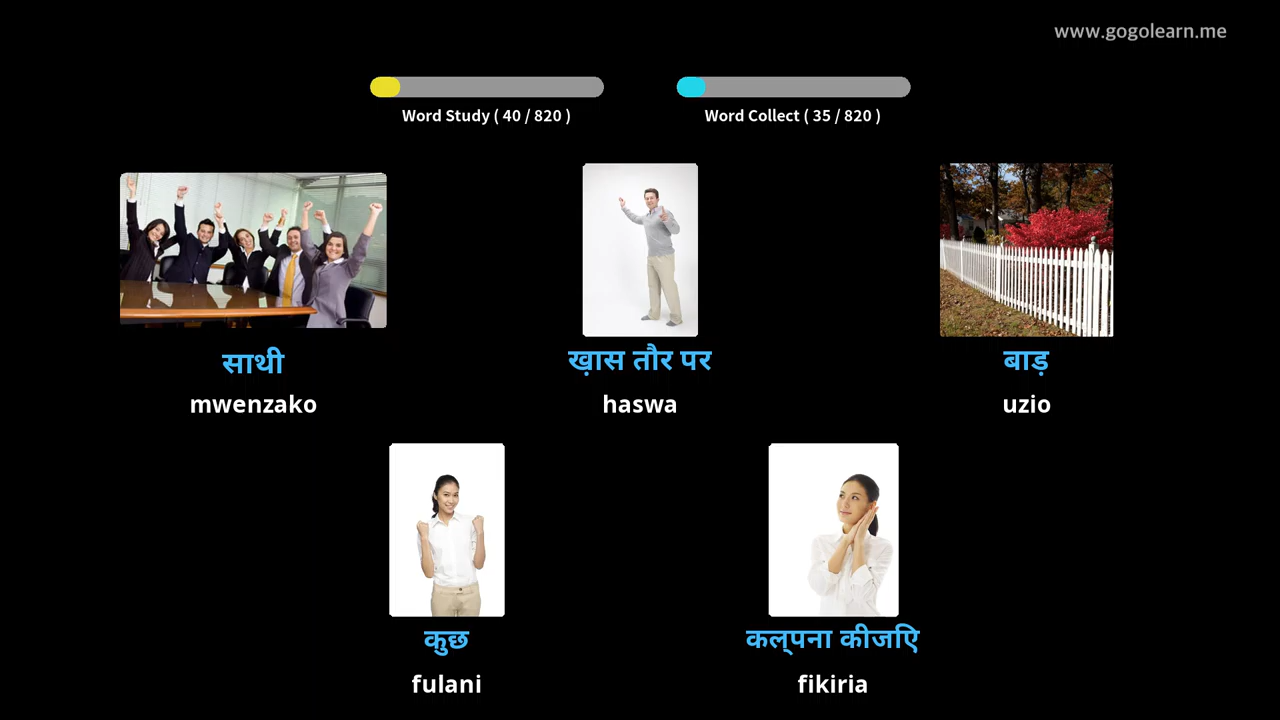 www.gogolearn.me
Word Study ( 40 / 820 )
Word Collect ( 35 / 820 )
साथी
mwenzako
ख़ास तौर पर
haswa
बाड़
uzio
कुछ
fulani
कल्पना कीजिए
fikiria